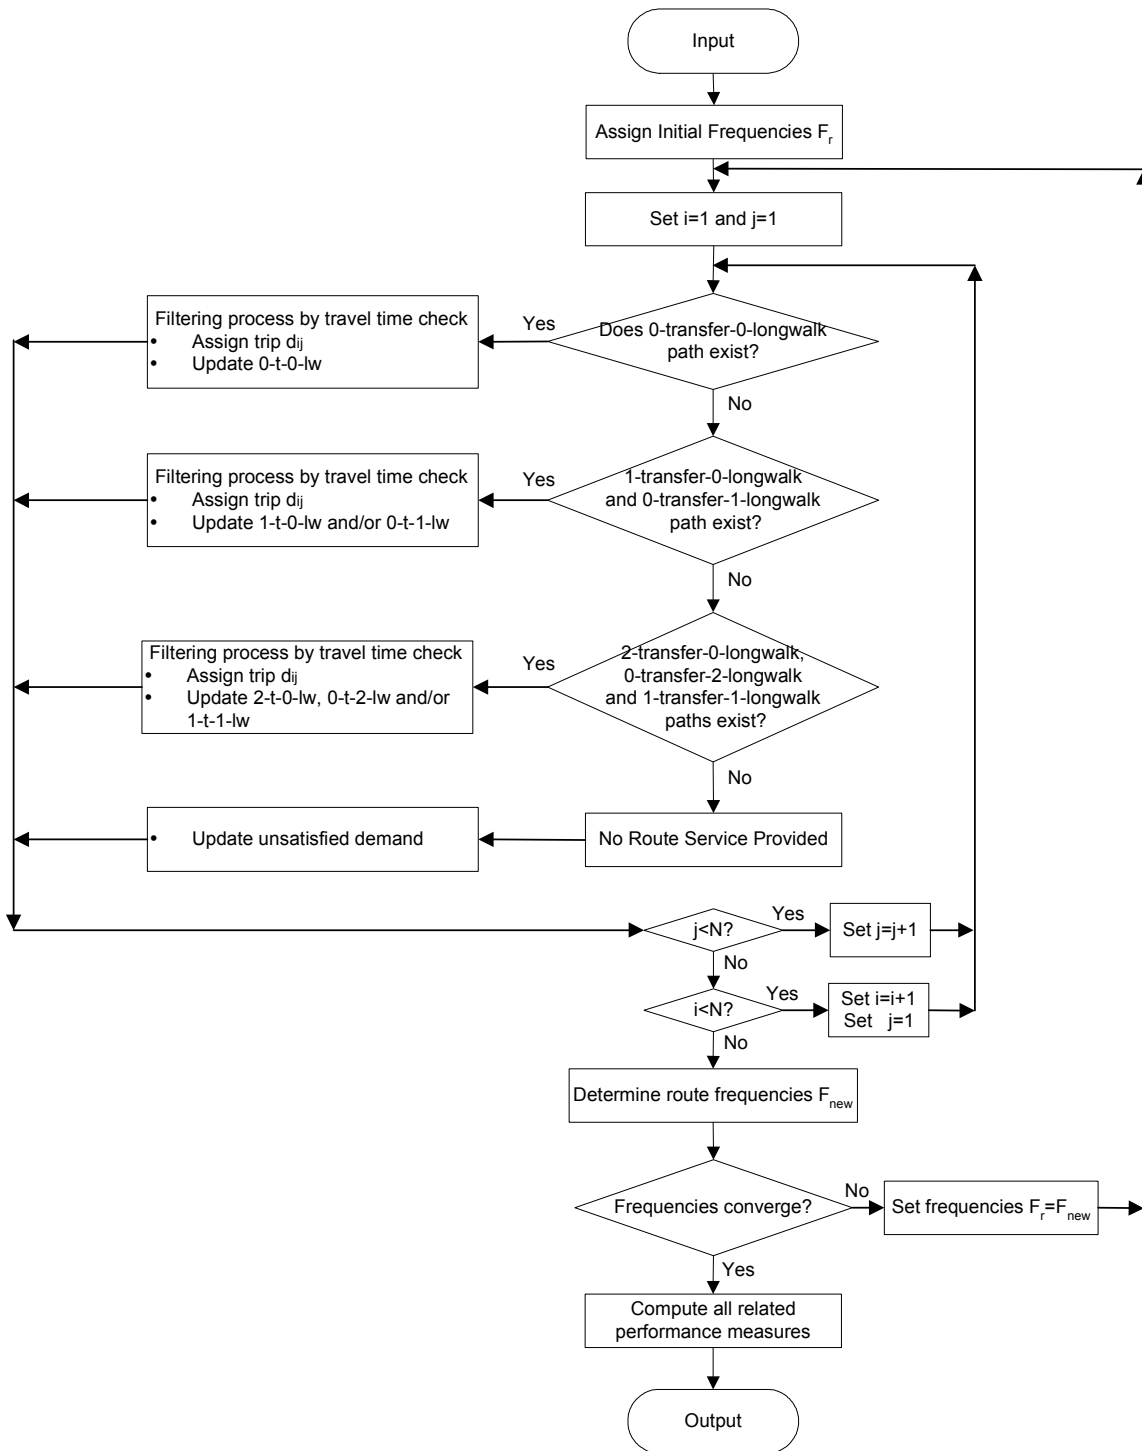 Input
Assign Initial Frequencies Fr
Set i=1 and j=1
Does 0-transfer-0-longwalk
path exist?
Yes
Filtering process by travel time check
• Assign trip dij
• Update 0-t-0-lw
No
1-transfer-0-longwalk
and 0-transfer-1-longwalk
path exist?
Yes
Filtering process by travel time check
• Assign trip dij
• Update 1-t-0-lw and/or 0-t-1-lw
No
2-transfer-0-longwalk,
0-transfer-2-longwalk
and 1-transfer-1-longwalk
paths exist?
Yes
Filtering process by travel time check
• Assign trip dij
• Update 2-t-0-lw, 0-t-2-lw and/or
1-t-1-lw
No
No Route Service Provided
• Update unsatisfied demand
j<N?
Yes
Set j=j+1
No
i<N?
Yes
Set i=i+1
Set j=1
No
Determine route frequencies Fnew
Frequencies converge?
No
Set frequencies Fr=Fnew
Yes
Compute all related
performance measures
Output